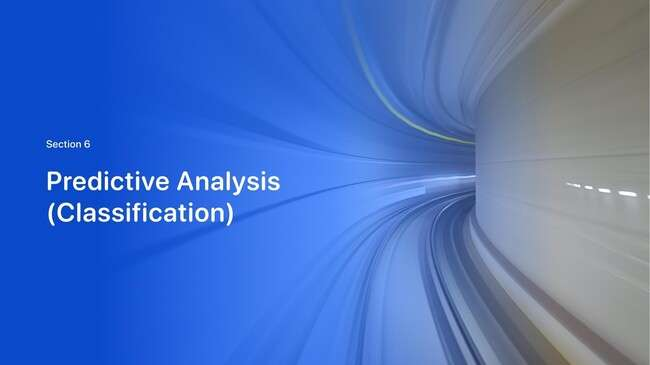 Section 6
Predictive Analysis
(Classification)